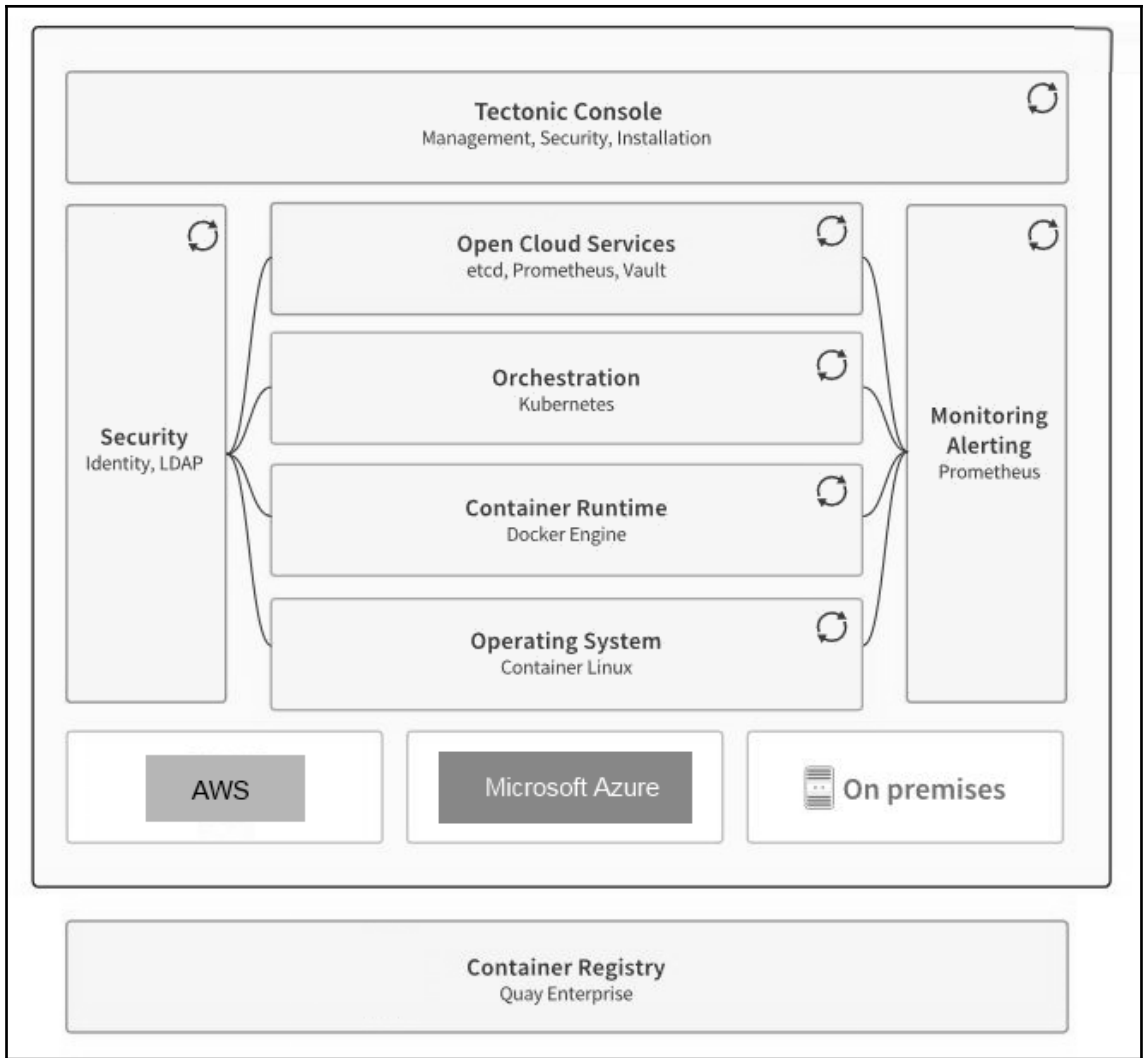 Tectonic Console
Management, Security, Installation
Open Cloud Services
etcd, Prometheus, Vault
Orchestration
Kubernetes
Security
Identity, LDAP
Monitoring
Alerting
Prometheus
Container Runtime
Docker Engine
Operating System
Container Linux
AWS
Microsoft Azure
On premises
Container Registry
Quay Enterprise